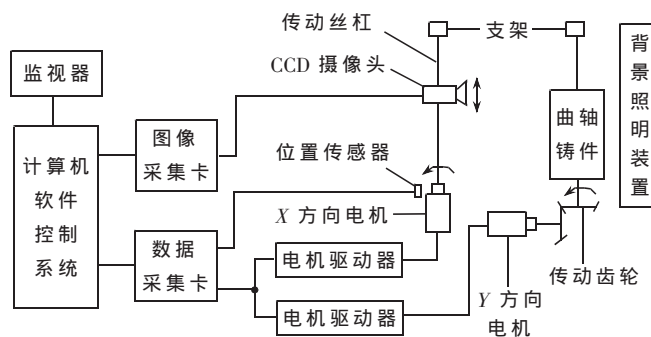 传动丝杠
支架
CCD 摄像头
监视器
背景照明装置
计算机
软件
控制
系统
图像
采集卡
曲轴
铸件
位置传感器
X 方向电机
数据
采集卡
电机驱动器
电机驱动器
传动齿轮
Y 方向
电机